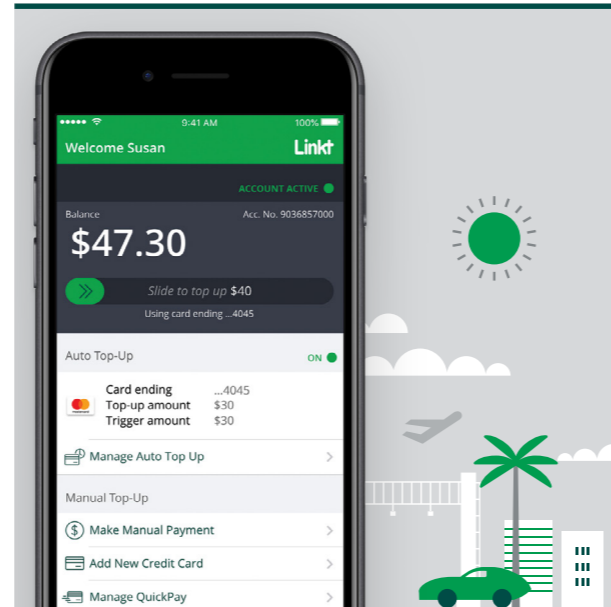 9:41 AM 100%
Welcome Susan Linkt
ACCOUNT ACTIVE
Balance Acc. No. 9036857000
$47.30
Slide to top up $40
Using card ending ...4045
Auto Top-Up ON
Card ending ...4045
Top-up amount $30
Trigger amount $30
Manage Auto Top Up
Manual Top-Up
$ Make Manual Payment
Add New Credit Card
Manage QuickPay